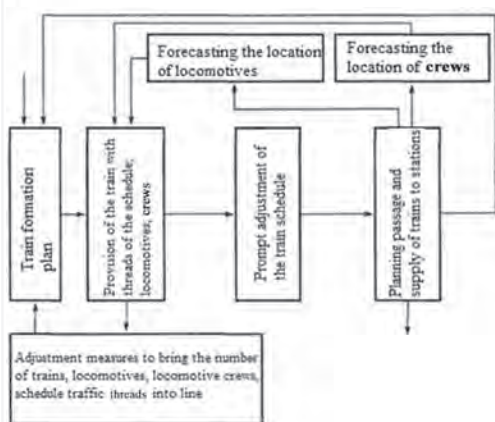 Forecasting the location
of locomotives
Forecasting the
location of crews
Train formation
plan
Provision of the train with
threads of the schedule;
locomotives; crews
Prompt adjustment of
the train schedule
Planning passage and
supply of trains to stations
Adjustment measures to bring the number
of trains, locomotives, locomotive crews,
schedule traffic threads into line